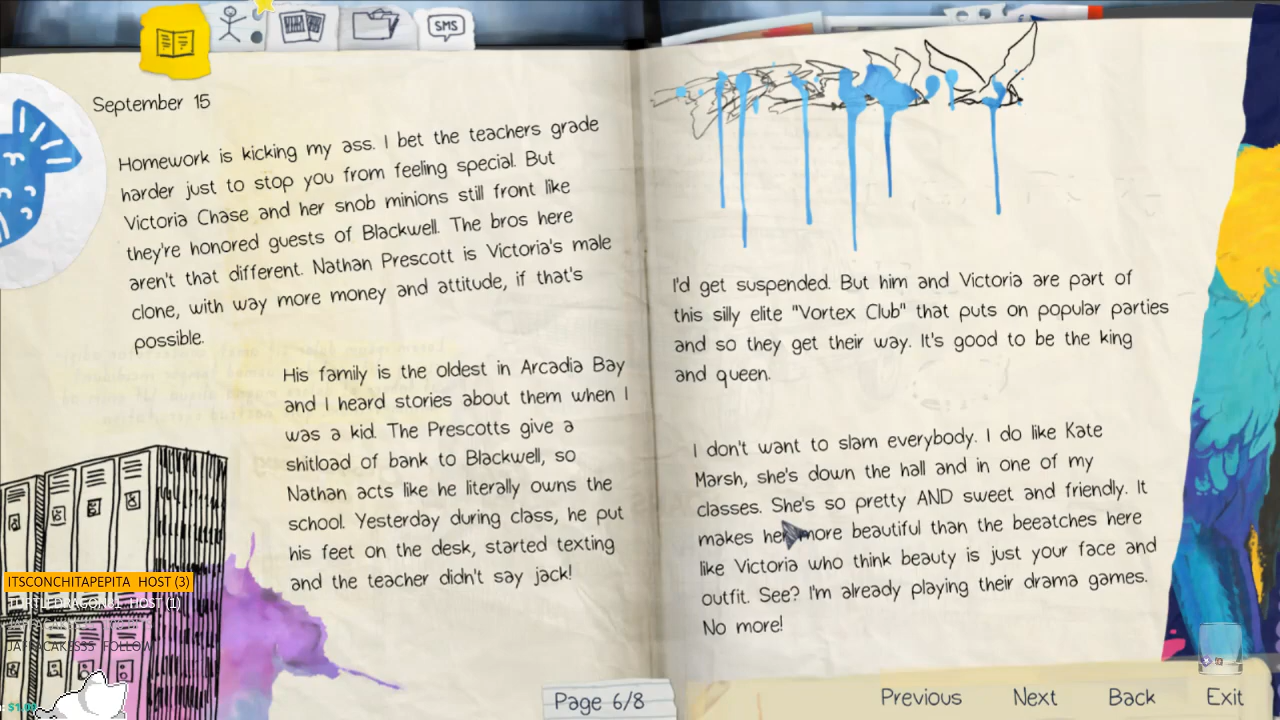 SMS
September 15
Homework is kicking my ass. I bet the teachers grade
harder just to stop you from feeling special. But
Victoria Chase and her snob minions still front like
they're honored guests of Blackwell. The bros here
aren't that different. Nathan Prescott is Victoria's male
clone, with way more money and attitude, if that's
possible.
His family is the oldest in Arcadia Bay
and I heard stories about them when I
was a kid. The Prescotts give a
shitload of bank to Blackwell, so
Nathan acts like he literally owns the
school. Yesterday during class, he put
his feet on the desk, started texting
and the teacher didn't say jack!
I'd get suspended. But him and Victoria are part of
this silly elite "Vortex Club" that puts on popular parties
and so they get their way. It's good to be the king
and queen.
I don't want to slam everybody. I do like Kate
Marsh, she's down the hall and in one of my
classes. She's so pretty AND sweet and friendly. It
makes her more beautiful than the beeatches here
like Victoria who think beauty is just your face and
outfit. See? I'm already playing their drama games.
No more!
ITSCONCHITAPEPITA HOST (3)
HOST (1)
FOLLOW
Page 6/8
Previous
Next
Back
Exit